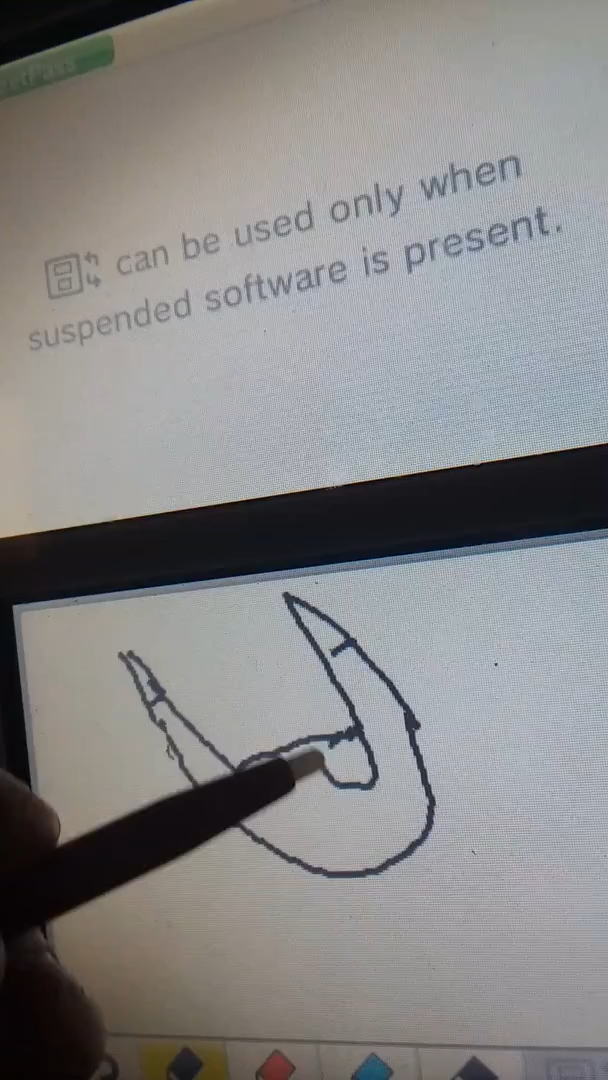 can be used only when
suspended software is present.